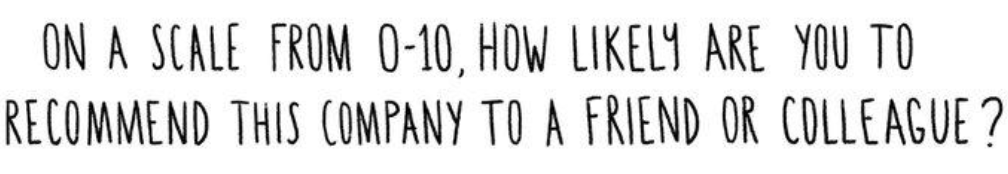 ON A SCALE FROM 0-10, HOW LIKELY ARE YOU TO
RECOMMEND THIS COMPANY TO A FRIEND OR COLLEAGUE?